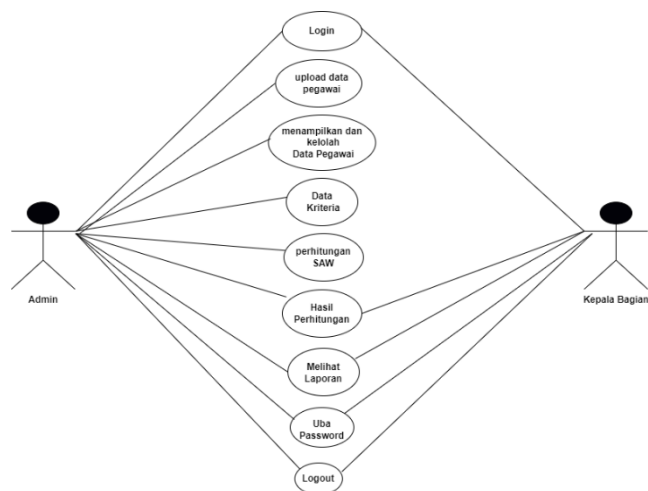 Login
upload data
pegawai
menampilkan dan
kelolah
Data Pegawai
Data
Kriteria
perhitungan
SAW
Hasil
Perhitungan
Melihat
Laporan
Uba
Password
Logout
Admin
Kepala Bagian